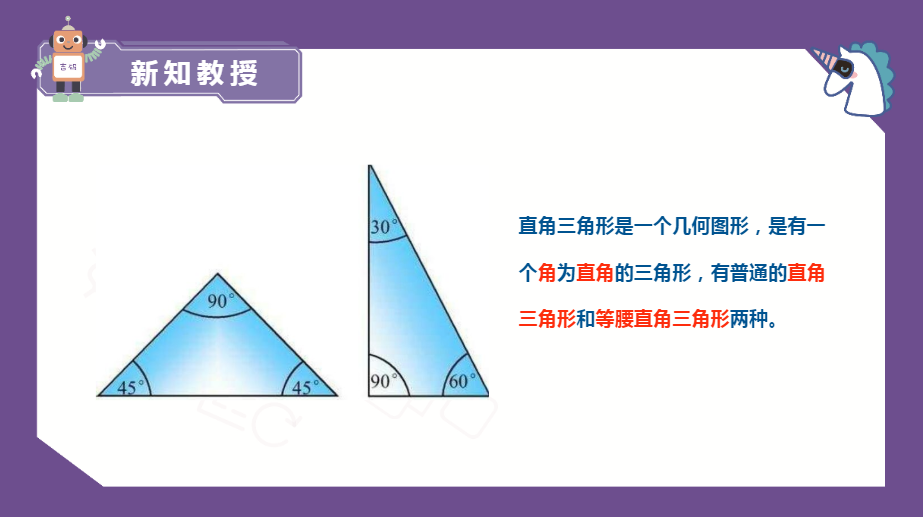 吉娃
新知教授
90°
45°
45°
30°
90°
60°
直角三角形是一个几何图形，是有一
个角为直角的三角形，有普通的直角
三角形和等腰直角三角形两种。